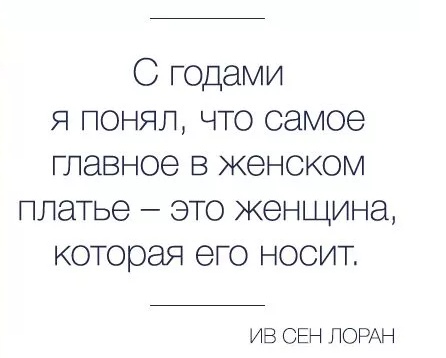 С годами
я понял, что самое
главное в женском
платье – это женщина,
которая его носит.
ИВ СЕН ЛОРАН